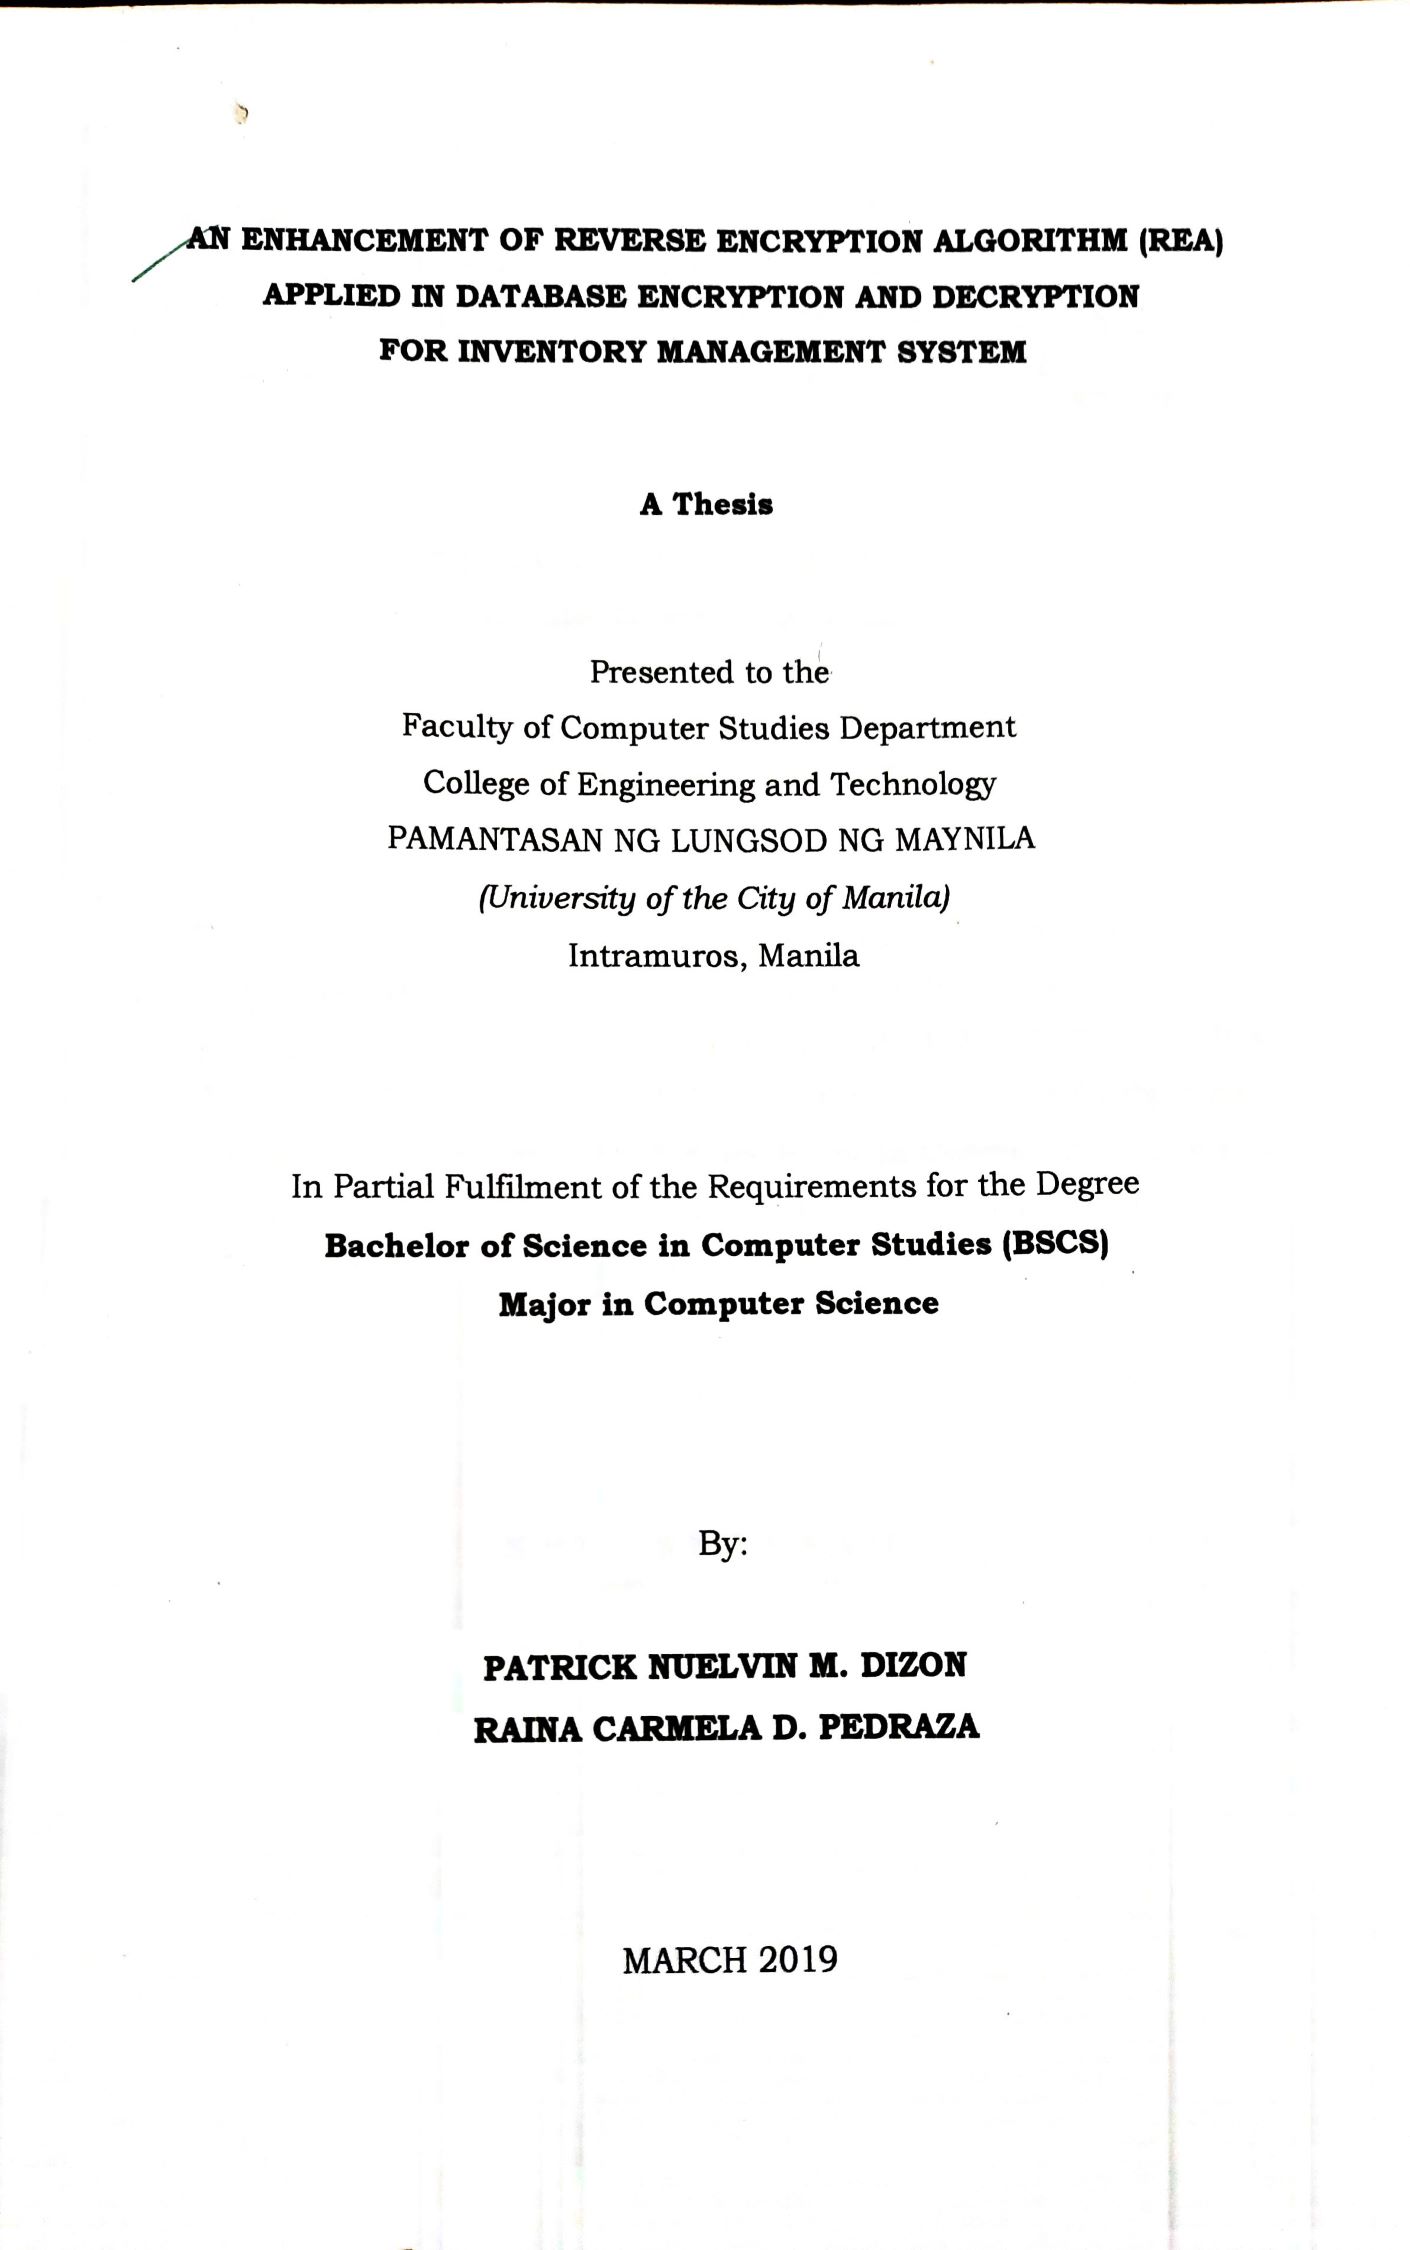 AN ENHANCEMENT OF REVERSE ENCRYPTION ALGORITHM (REA)
APPLIED IN DATABASE ENCRYPTION AND DECRYPTION
FOR INVENTORY MANAGEMENT SYSTEM
A Thesis
Presented to the
Faculty of Computer Studies Department
College of Engineering and Technology
PAMANTASAN NG LUNGSOD NG MAYNILA
(University of the City of Manila)
Intramuros, Manila
In Partial Fulfilment of the Requirements for the Degree
Bachelor of Science in Computer Studies (BSCS)
Major in Computer Science
By:
PATRICK NUELVIN M. DIZON
RAINA CARMELA D. PEDRAZA
MARCH 2019